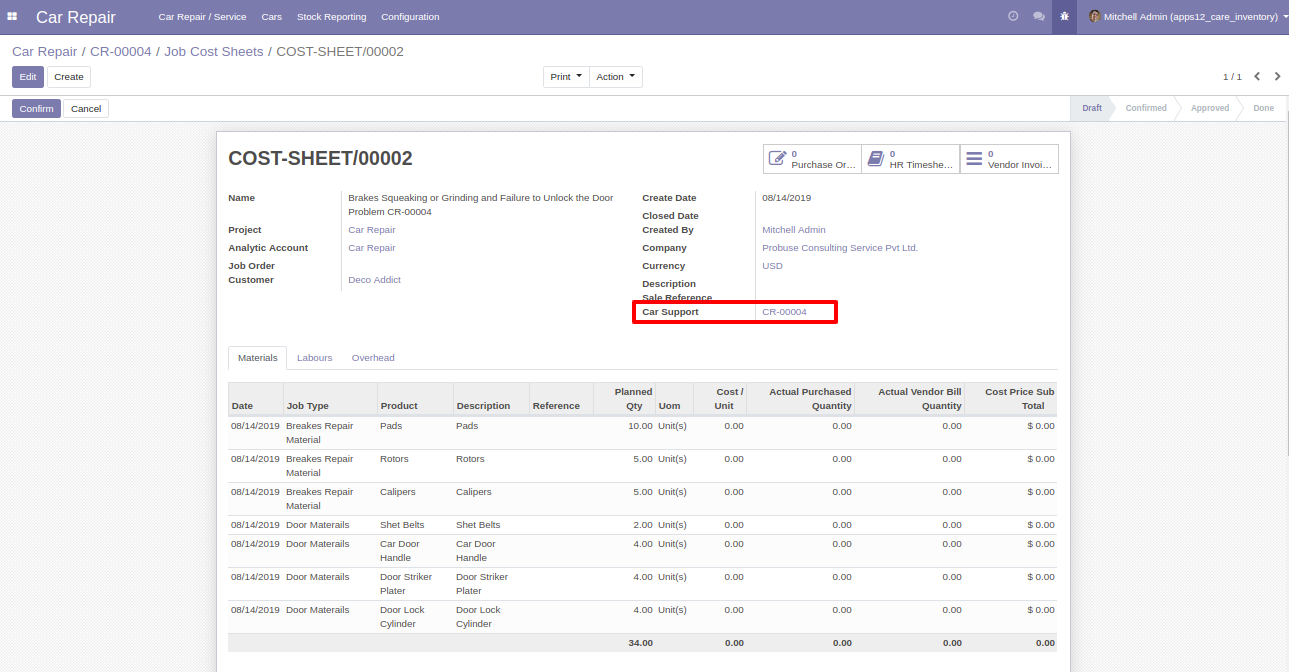 Car Repair Car Repair / Service Cars Stock Reporting Configuration Mitchell Admin (apps12_care_inventory)
Car Repair / CR-00004 / Job Cost Sheets / COST-SHEET/00002
Edit Create Print Action 1 / 1
Confirm Cancel Draft Confirmed Approved Done
COST-SHEET/00002
0
Purchase Or...
0
HR Timeshe...
0
Vendor Invoi...
Name Brakes Squeaking or Grinding and Failure to Unlock the Door
Problem CR-00004
Project Car Repair
Analytic Account Car Repair
Job Order
Customer Deco Addict
Create Date 08/14/2019
Closed Date
Created By Mitchell Admin
Company Probuse Consulting Service Pvt Ltd.
Currency USD
Description
Sale Reference
Car Support CR-00004
Materials Labours Overhead
Planned Cost / Actual Purchased Actual Vendor Bill Cost Price Sub
Date Job Type Product Description Reference Qty Uom Unit Quantity Quantity Total
08/14/2019 Breakes Repair Pads Pads 10.00 Unit(s) 0.00 0.00 0.00 $ 0.00
Material
08/14/2019 Breakes Repair Rotors Rotors 5.00 Unit(s) 0.00 0.00 0.00 $ 0.00
Material
08/14/2019 Breakes Repair Calipers Calipers 5.00 Unit(s) 0.00 0.00 0.00 $ 0.00
Material
08/14/2019 Door Materails Shet Belts Shet Belts 2.00 Unit(s) 0.00 0.00 0.00 $ 0.00
08/14/2019 Door Materails Car Door Car Door 4.00 Unit(s) 0.00 0.00 0.00 $ 0.00
Handle Handle
08/14/2019 Door Materails Door Striker Door Striker 4.00 Unit(s) 0.00 0.00 0.00 $ 0.00
Plater Plater
08/14/2019 Door Materails Door Lock Door Lock 4.00 Unit(s) 0.00 0.00 0.00 $ 0.00
Cylinder Cylinder
34.00 0.00 0.00 0.00 0.00